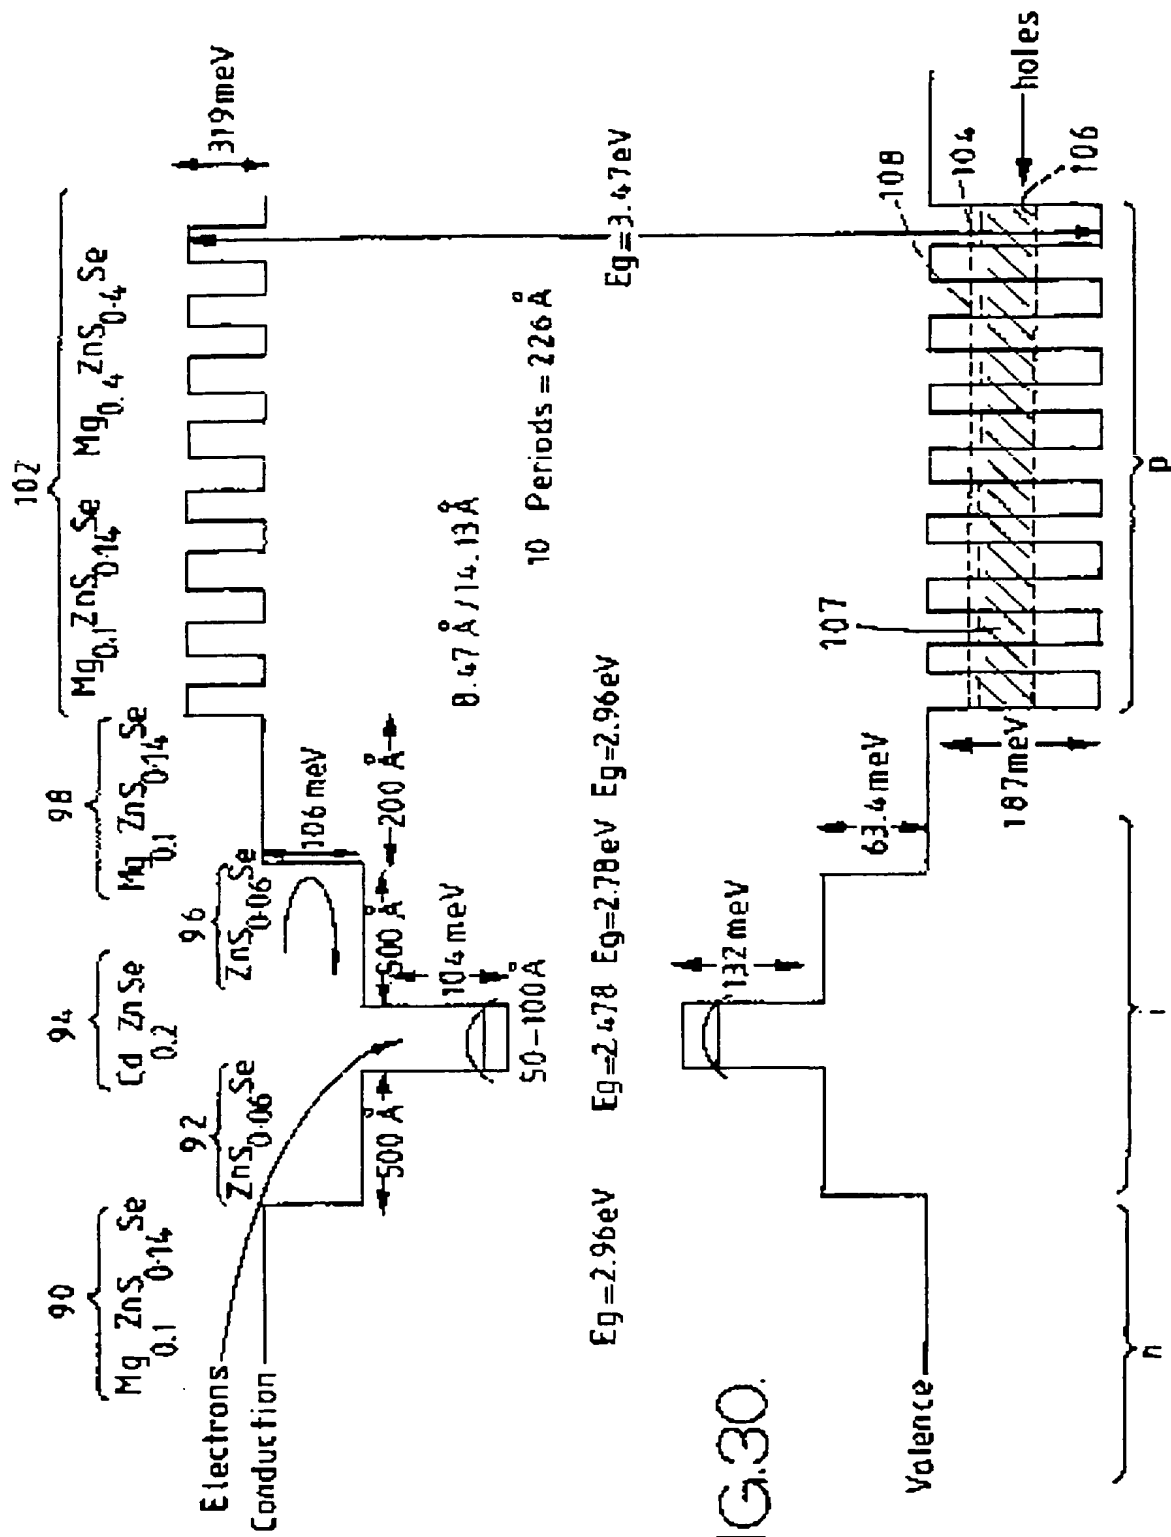 102
Mg0.1ZnS0.14Se Mg0.4ZnS0.4Se
319meV
90
Mg0.1ZnS0.14Se
92
ZnS0.06Se
94
Cd0.2ZnSe
96
ZnS0.06Se
98
Mg0.1ZnS0.14Se
Electrons
Conduction
106meV
500Å
500Å
200Å
104meV
50-100Å
8.47Å/14.13Å
10 Periods=226Å
Eg=2.96eV
Eg=2.478 Eg=2.78eV Eg=2.96eV
Eg=3.47eV
132meV
63.4meV
187meV
107
108
104
holes
106
Valence
n
i
p
G.30.